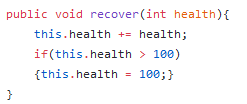 public void recover(int health){
    this.health += health;
    if(this.health > 100)
    {this.health = 100;}
}